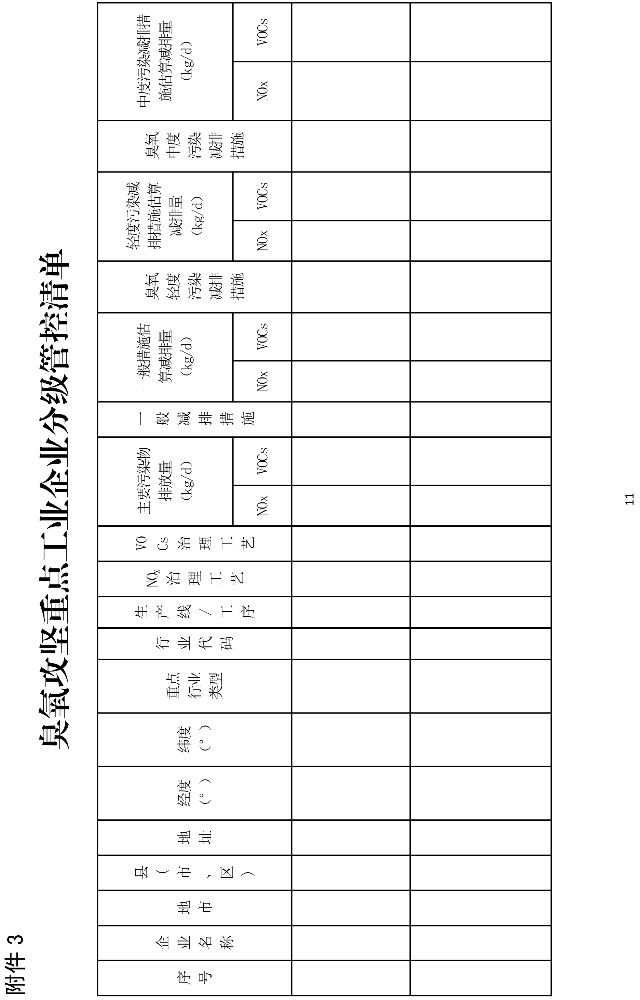 附件 3
臭氧攻坚重点工业企业分级管控清单
序
号
企
业
名
称
地
市
县
（
市
、
区
）
地
址
经度
（°）
纬度
（°）
重点
行业
类型
行
业
代
码
生
产
线
/
工
序
NOx
治
理
工
艺
VO
Cs
治
理
工
艺
主要污染物
排放量
(kg/d)
NOx
VOCs
一
般
减
排
措
施
一般措施估
算减排量
(kg/d)
NOx
VOCs
臭氧
轻度
污染
减排
措施
轻度污染减
排措施估算
减排量
(kg/d)
NOx
VOCs
臭氧
中度
污染
减排
措施
中度污染减排措
施估算减排量
(kg/d)
NOx
VOCs
11